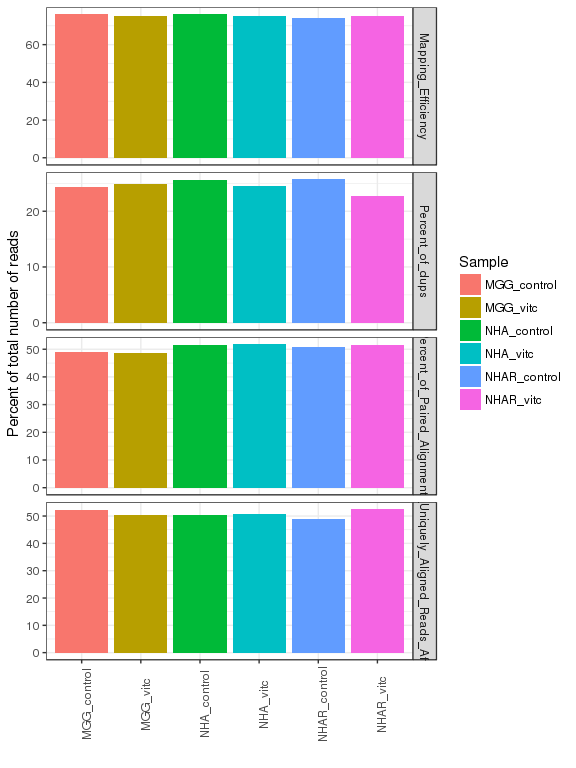 Percent of total number of reads
60
40
20
0
Mapping_Efficiency
20
10
0
Percent_of_dups
50
40
30
20
10
0
ercent_of_Paired_Alignment
50
40
30
20
10
0
Uniquely_Aligned_Reads_Af
MGG_control
MGG_vitc
NHA_control
NHA_vitc
NHAR_control
NHAR_vitc
Sample
MGG_control
MGG_vitc
NHA_control
NHA_vitc
NHAR_control
NHAR_vitc